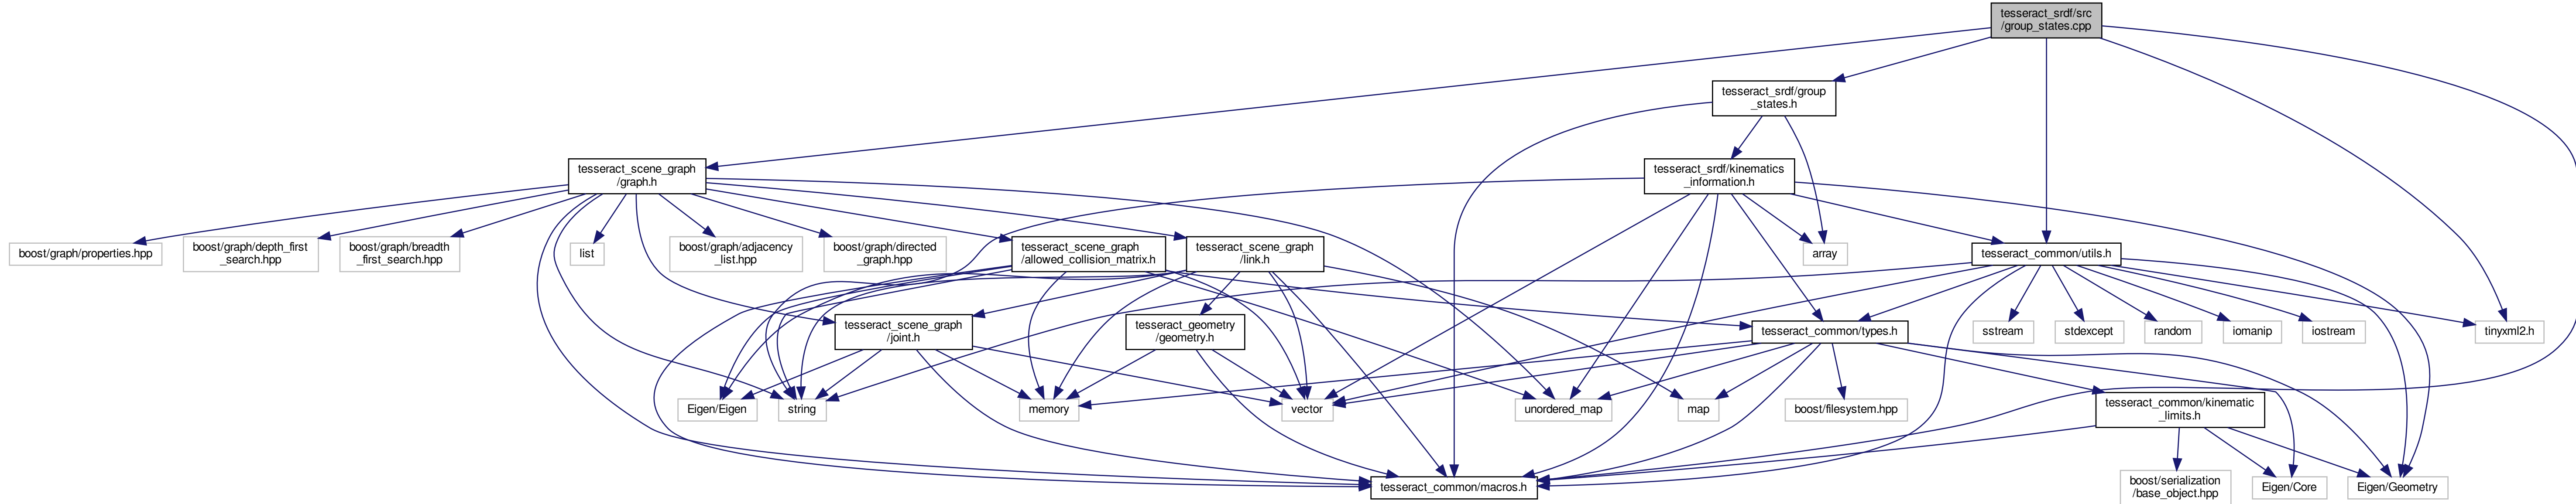 tesseract_srdf/src
/group_states.cpp
tesseract_srdf/group
_states.h
tesseract_scene_graph
/graph.h
tesseract_srdf/kinematics
_information.h
boost/graph/properties.hpp
boost/graph/depth_first
_search.hpp
boost/graph/breadth
_first_search.hpp
list
boost/graph/adjacency
_list.hpp
boost/graph/directed
_graph.hpp
tesseract_scene_graph
/allowed_collision_matrix.h
tesseract_scene_graph
/link.h
array
tesseract_common/utils.h
tesseract_scene_graph
/joint.h
tesseract_geometry
/geometry.h
tesseract_common/types.h
sstream
stdexcept
random
iomanip
iostream
tinyxml2.h
Eigen/Eigen
string
memory
vector
unordered_map
map
boost/filesystem.hpp
tesseract_common/kinematic
_limits.h
tesseract_common/macros.h
boost/serialization
/base_object.hpp
Eigen/Core
Eigen/Geometry